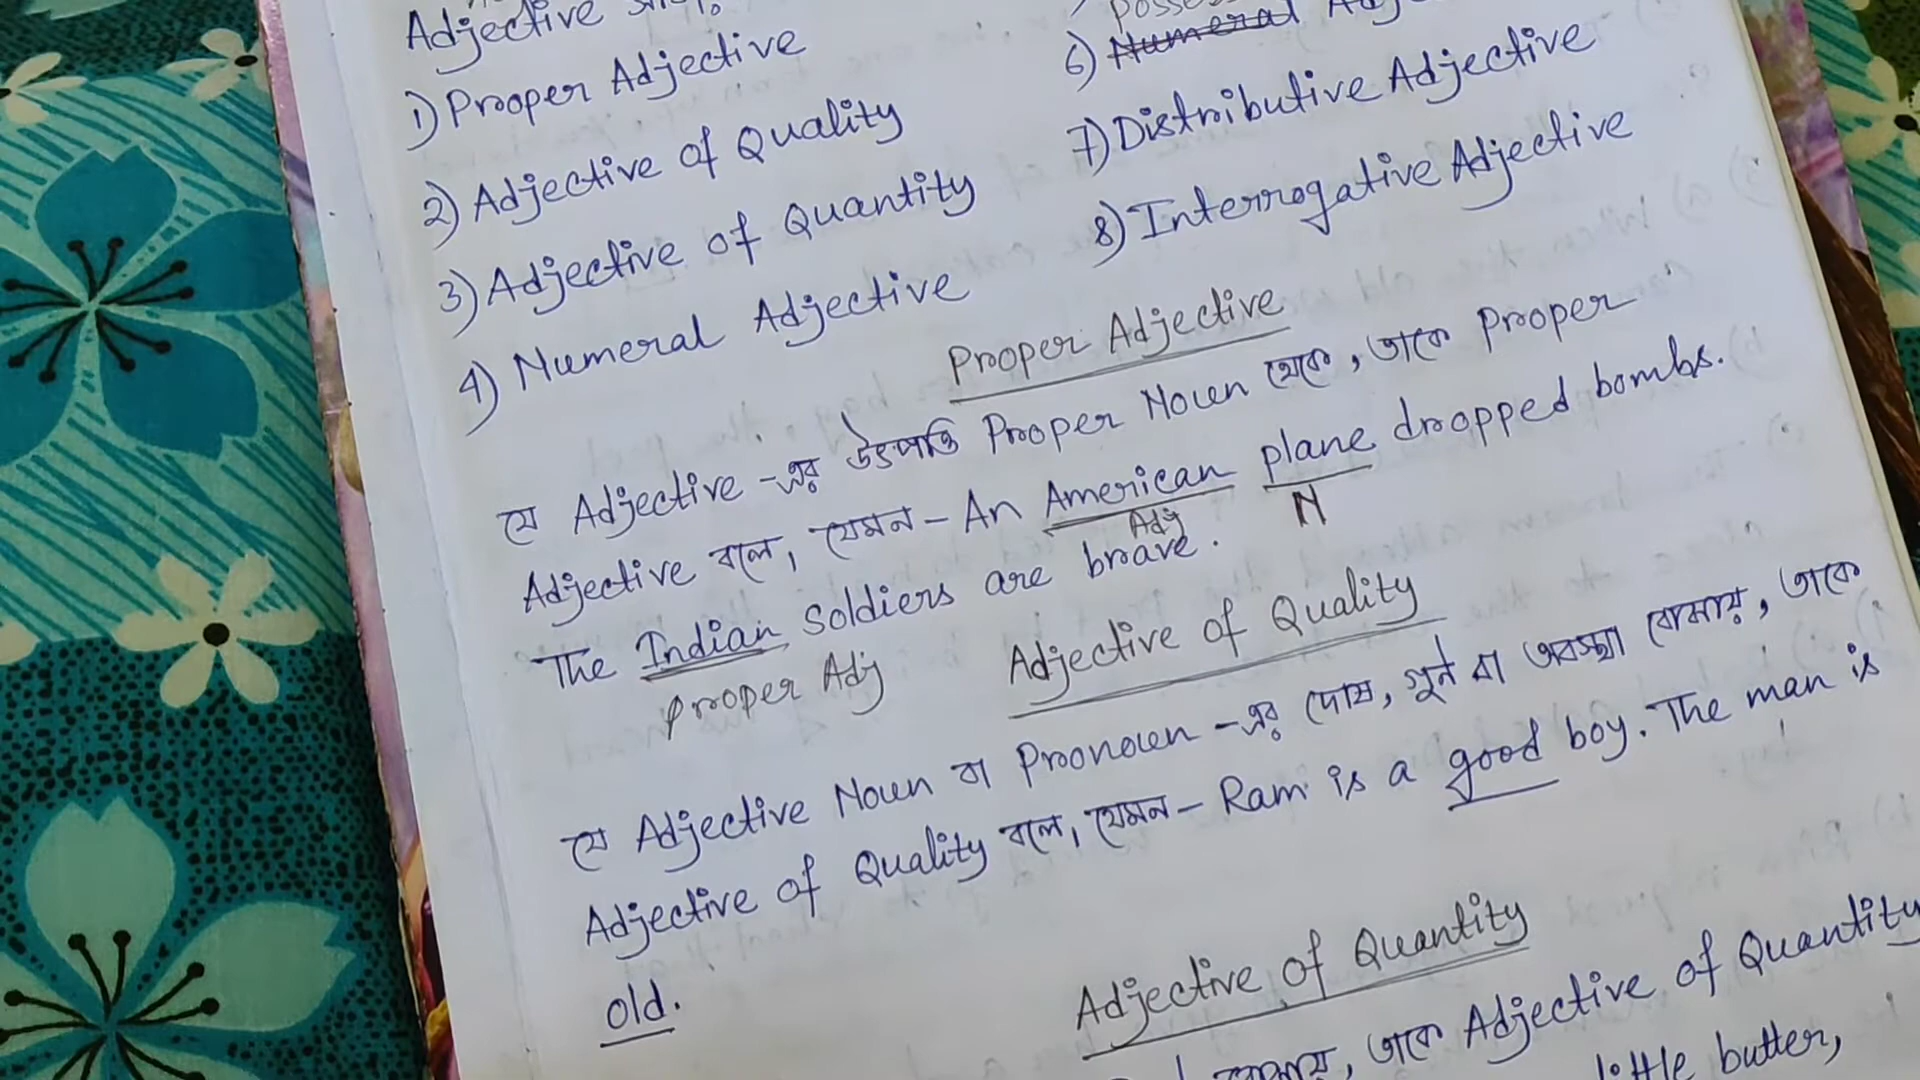 Adjective
1) Proper Adjective
2) Adjective of Quality
3) Adjective of Quantity
4) Numeral Adjective
6) Numeral
7) Distributive Adjective
8) Interrogative Adjective
Proper Adjective
যে Adjective -এর উৎপত্তি Proper Noun থেকে, তাকে Proper
Adjective বলে, যেমন- An American plane dropped bombs.
Adj N
The Indian Soldiers are brave.
proper Adj
Adjective of Quality
যে Adjective Noun বা Pronoun -এর দোষ, গুন বা অবস্থা বোঝায়, তাকে
Adjective of Quality বলে, যেমন- Ram is a good boy. The man is
old.
Adjective of Quantity
তাকে Adjective of Quantity
little butter,